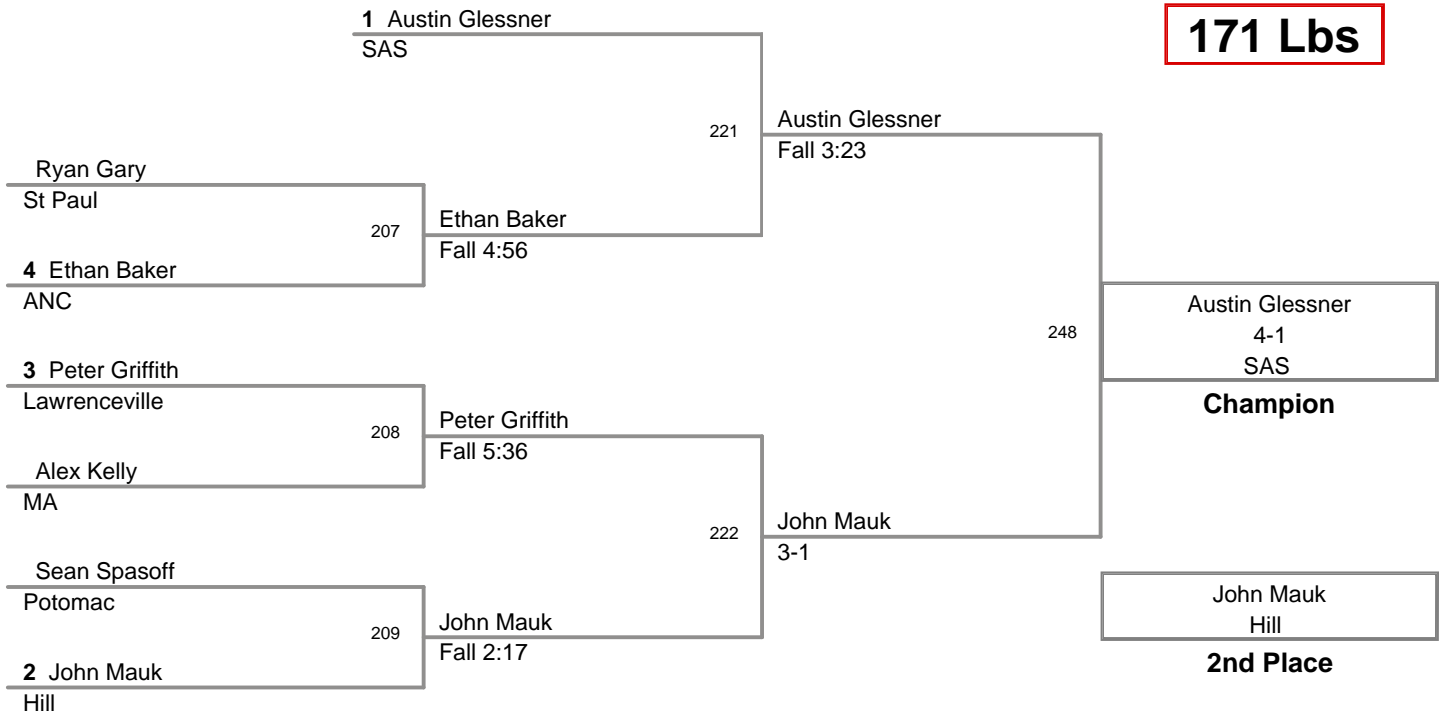 1 Austin Glessner
SAS
171 Lbs
221
Austin Glessner
Fall 3:23
Ryan Gary
St Paul
207
Ethan Baker
Fall 4:56
4 Ethan Baker
ANC
248
Austin Glessner
4-1
SAS
Champion
3 Peter Griffith
Lawrenceville
208
Peter Griffith
Fall 5:36
Alex Kelly
MA
222
John Mauk
3-1
Sean Spasoff
Potomac
209
John Mauk
Fall 2:17
2 John Mauk
Hill
John Mauk
Hill
2nd Place